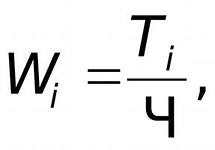 W_i = T_i / Ч ,